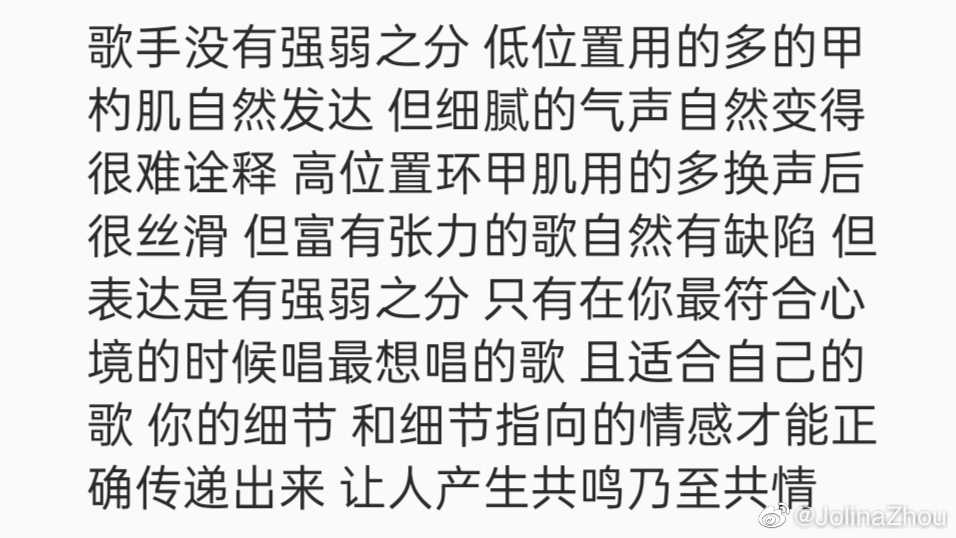 歌手没有强弱之分 低位置用的多的甲
杓肌自然发达 但细腻的气声自然变得
很难诠释 高位置环甲肌用的多换声后
很丝滑 但富有张力的歌自然有缺陷 但
表达是有强弱之分 只有在你最符合心
境的时候唱最想唱的歌 且适合自己的
歌 你的细节 和细节指向的情感才能正
确传递出来 让人产生共鸣乃至共情
@JolinaZhou